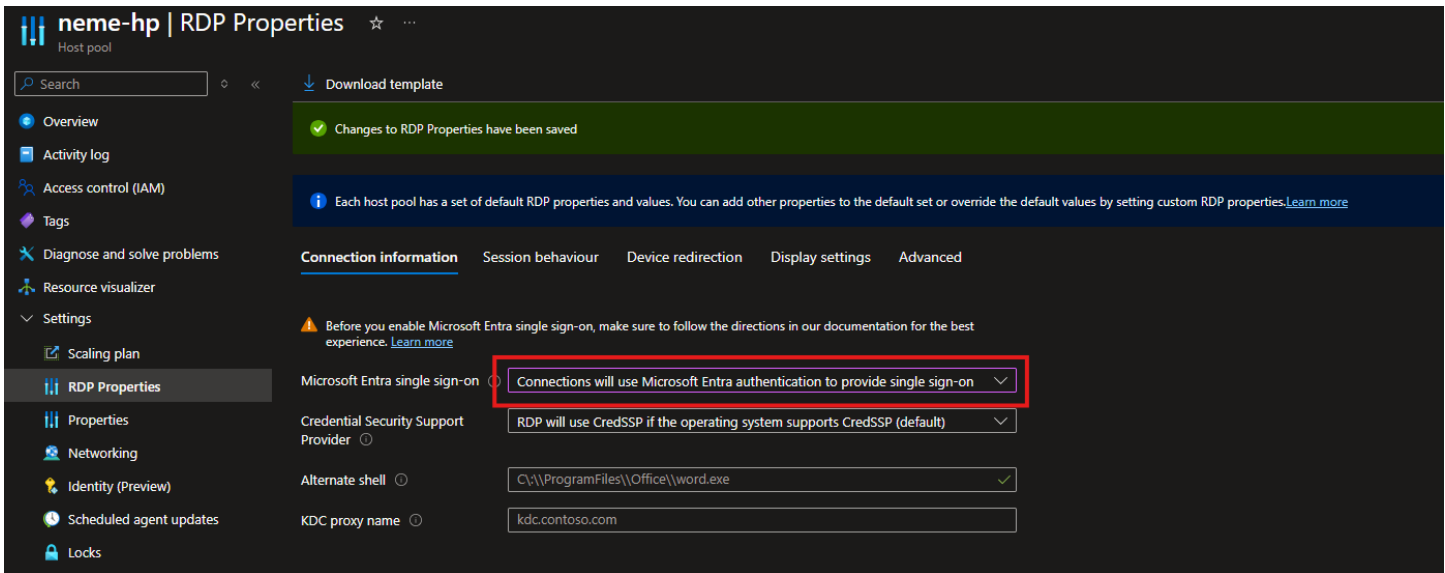 neme-hp | RDP Properties
Host pool
Search
Download template
Changes to RDP Properties have been saved
Each host pool has a set of default RDP properties and values. You can add other properties to the default set or override the default values by setting custom RDP properties.Learn more
Overview
Activity log
Access control (IAM)
Tags
Diagnose and solve problems
Resource visualizer
Settings
Scaling plan
RDP Properties
Properties
Networking
Identity (Preview)
Scheduled agent updates
Locks
Connection information
Session behaviour
Device redirection
Display settings
Advanced
Before you enable Microsoft Entra single sign-on, make sure to follow the directions in our documentation for the best
experience. Learn more
Microsoft Entra single sign-on
Connections will use Microsoft Entra authentication to provide single sign-on
Credential Security Support
Provider
RDP will use CredSSP if the operating system supports CredSSP (default)
Alternate shell
C\:\\ProgramFiles\\Office\\word.exe
KDC proxy name
kdc.contoso.com